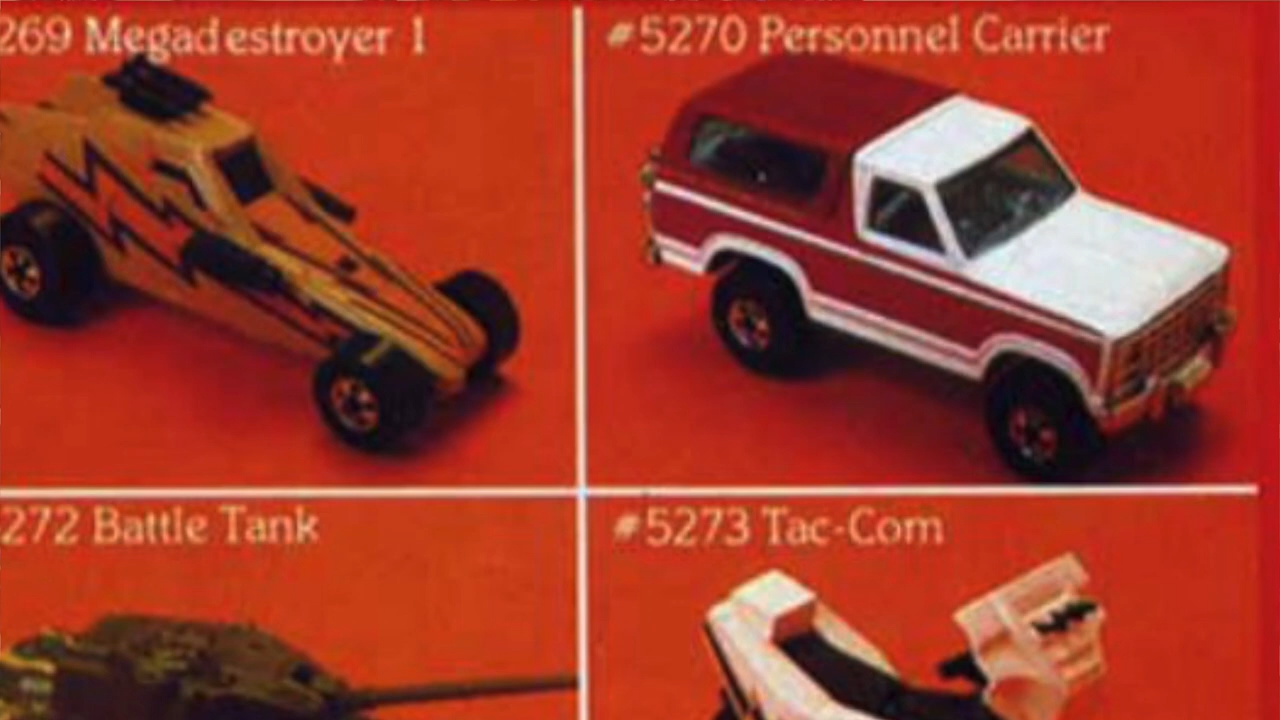 269 Megadestroyer 1
#5270 Personnel Carrier
272 Battle Tank
#5273 Tac-Com